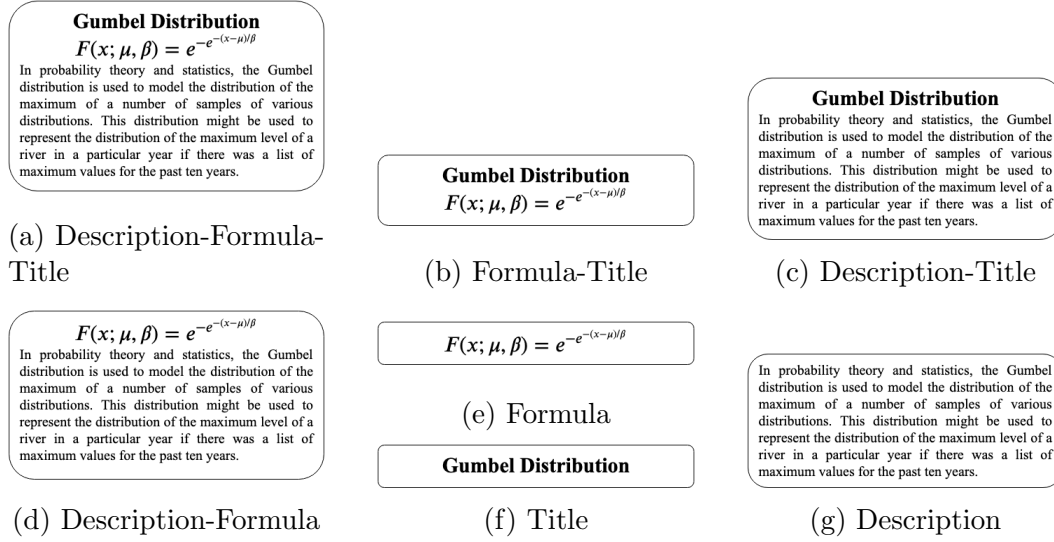 Gumbel Distribution
F(x; μ, β) = e^{-e^{-(x-μ)/β}}
In probability theory and statistics, the Gumbel
distribution is used to model the distribution of the
maximum of a number of samples of various
distributions. This distribution might be used to
represent the distribution of the maximum level of a
river in a particular year if there was a list of
maximum values for the past ten years.
(a) Description-Formula-
Title
Gumbel Distribution
F(x; μ, β) = e^{-e^{-(x-μ)/β}}
(b) Formula-Title
Gumbel Distribution
In probability theory and statistics, the Gumbel
distribution is used to model the distribution of the
maximum of a number of samples of various
distributions. This distribution might be used to
represent the distribution of the maximum level of a
river in a particular year if there was a list of
maximum values for the past ten years.
(c) Description-Title
F(x; μ, β) = e^{-e^{-(x-μ)/β}}
In probability theory and statistics, the Gumbel
distribution is used to model the distribution of the
maximum of a number of samples of various
distributions. This distribution might be used to
represent the distribution of the maximum level of a
river in a particular year if there was a list of
maximum values for the past ten years.
(d) Description-Formula
F(x; μ, β) = e^{-e^{-(x-μ)/β}}
(e) Formula
Gumbel Distribution
(f) Title
In probability theory and statistics, the Gumbel
distribution is used to model the distribution of the
maximum of a number of samples of various
distributions. This distribution might be used to
represent the distribution of the maximum level of a
river in a particular year if there was a list of
maximum values for the past ten years.
(g) Description